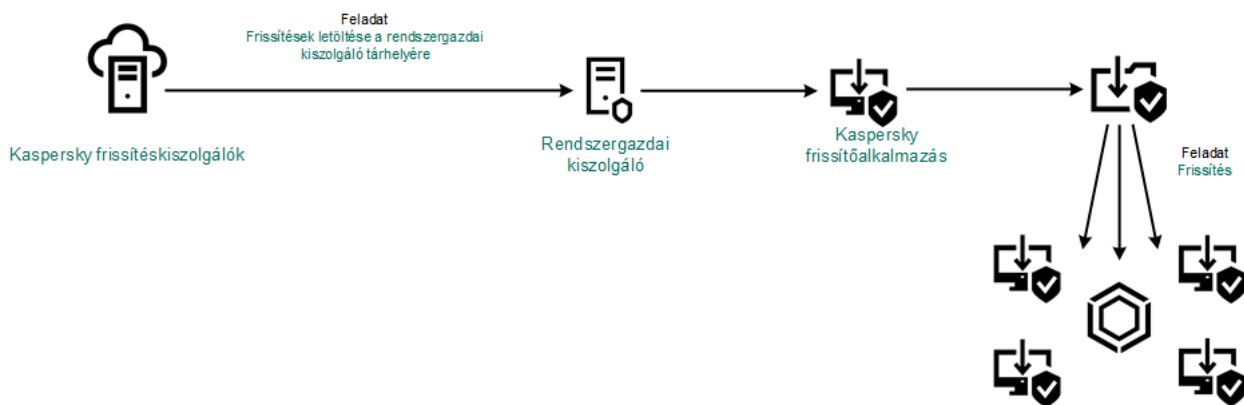 Feladat
Frissítések letöltése a rendszergazdai
kiszolgáló tárhelyére
Kaspersky frissítéskiszolgálók
Rendszergazdai
kiszolgáló
Kaspersky
frissítőalkalmazás
Feladat
Frissítés